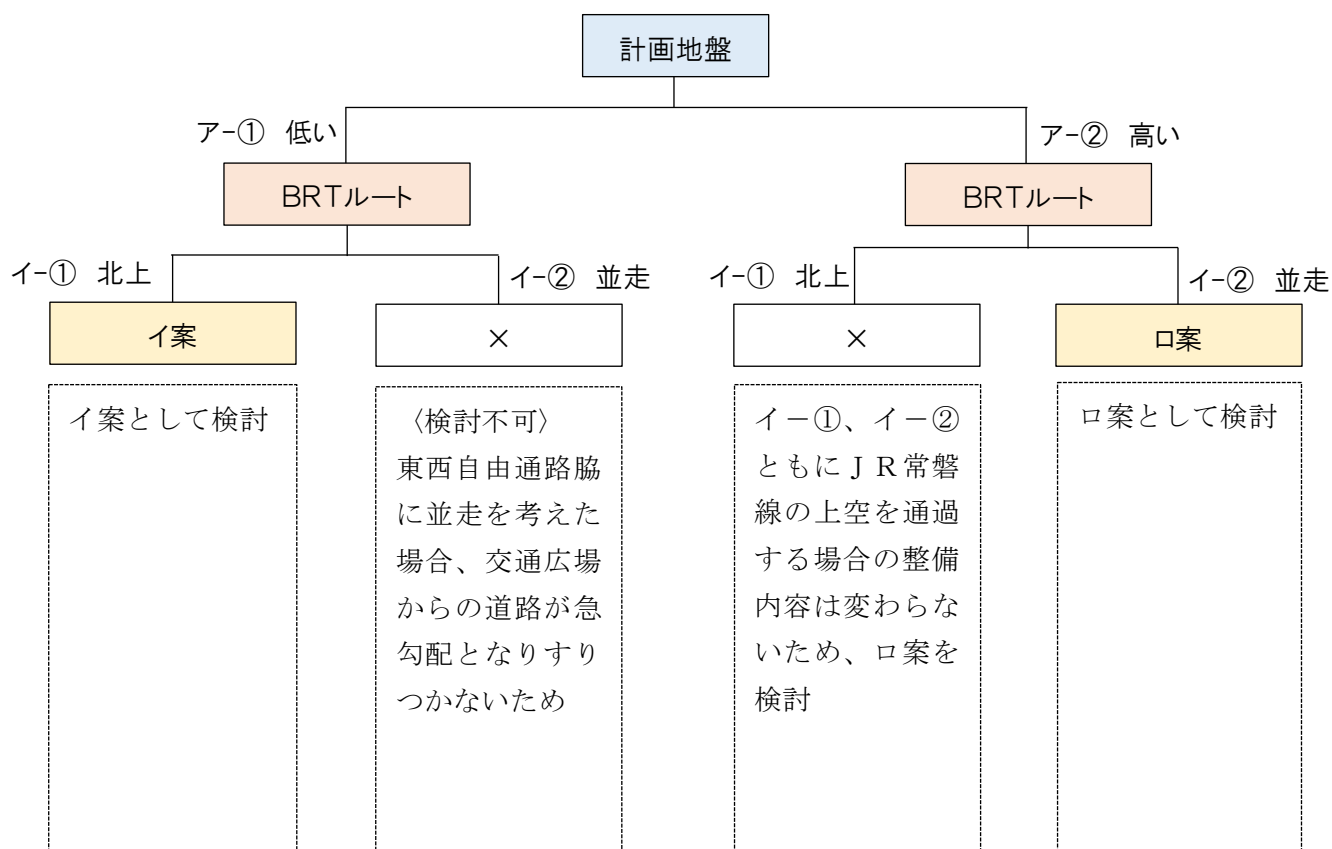 計画地盤
ア-① 低い
ア-② 高い
BRTルート
BRTルート
イ-① 北上
イ-② 並走
イ-① 北上
イ-② 並走
イ案
×
×
ロ案
イ案として検討
〈検討不可〉
東西自由通路脇
に並走を考えた
場合、交通広場
からの道路が急
勾配となりすり
つかないため
イ－①、イ－②
ともにＪＲ常磐
線の上空を通過
する場合の整備
内容は変わらな
いため、ロ案を
検討
ロ案として検討